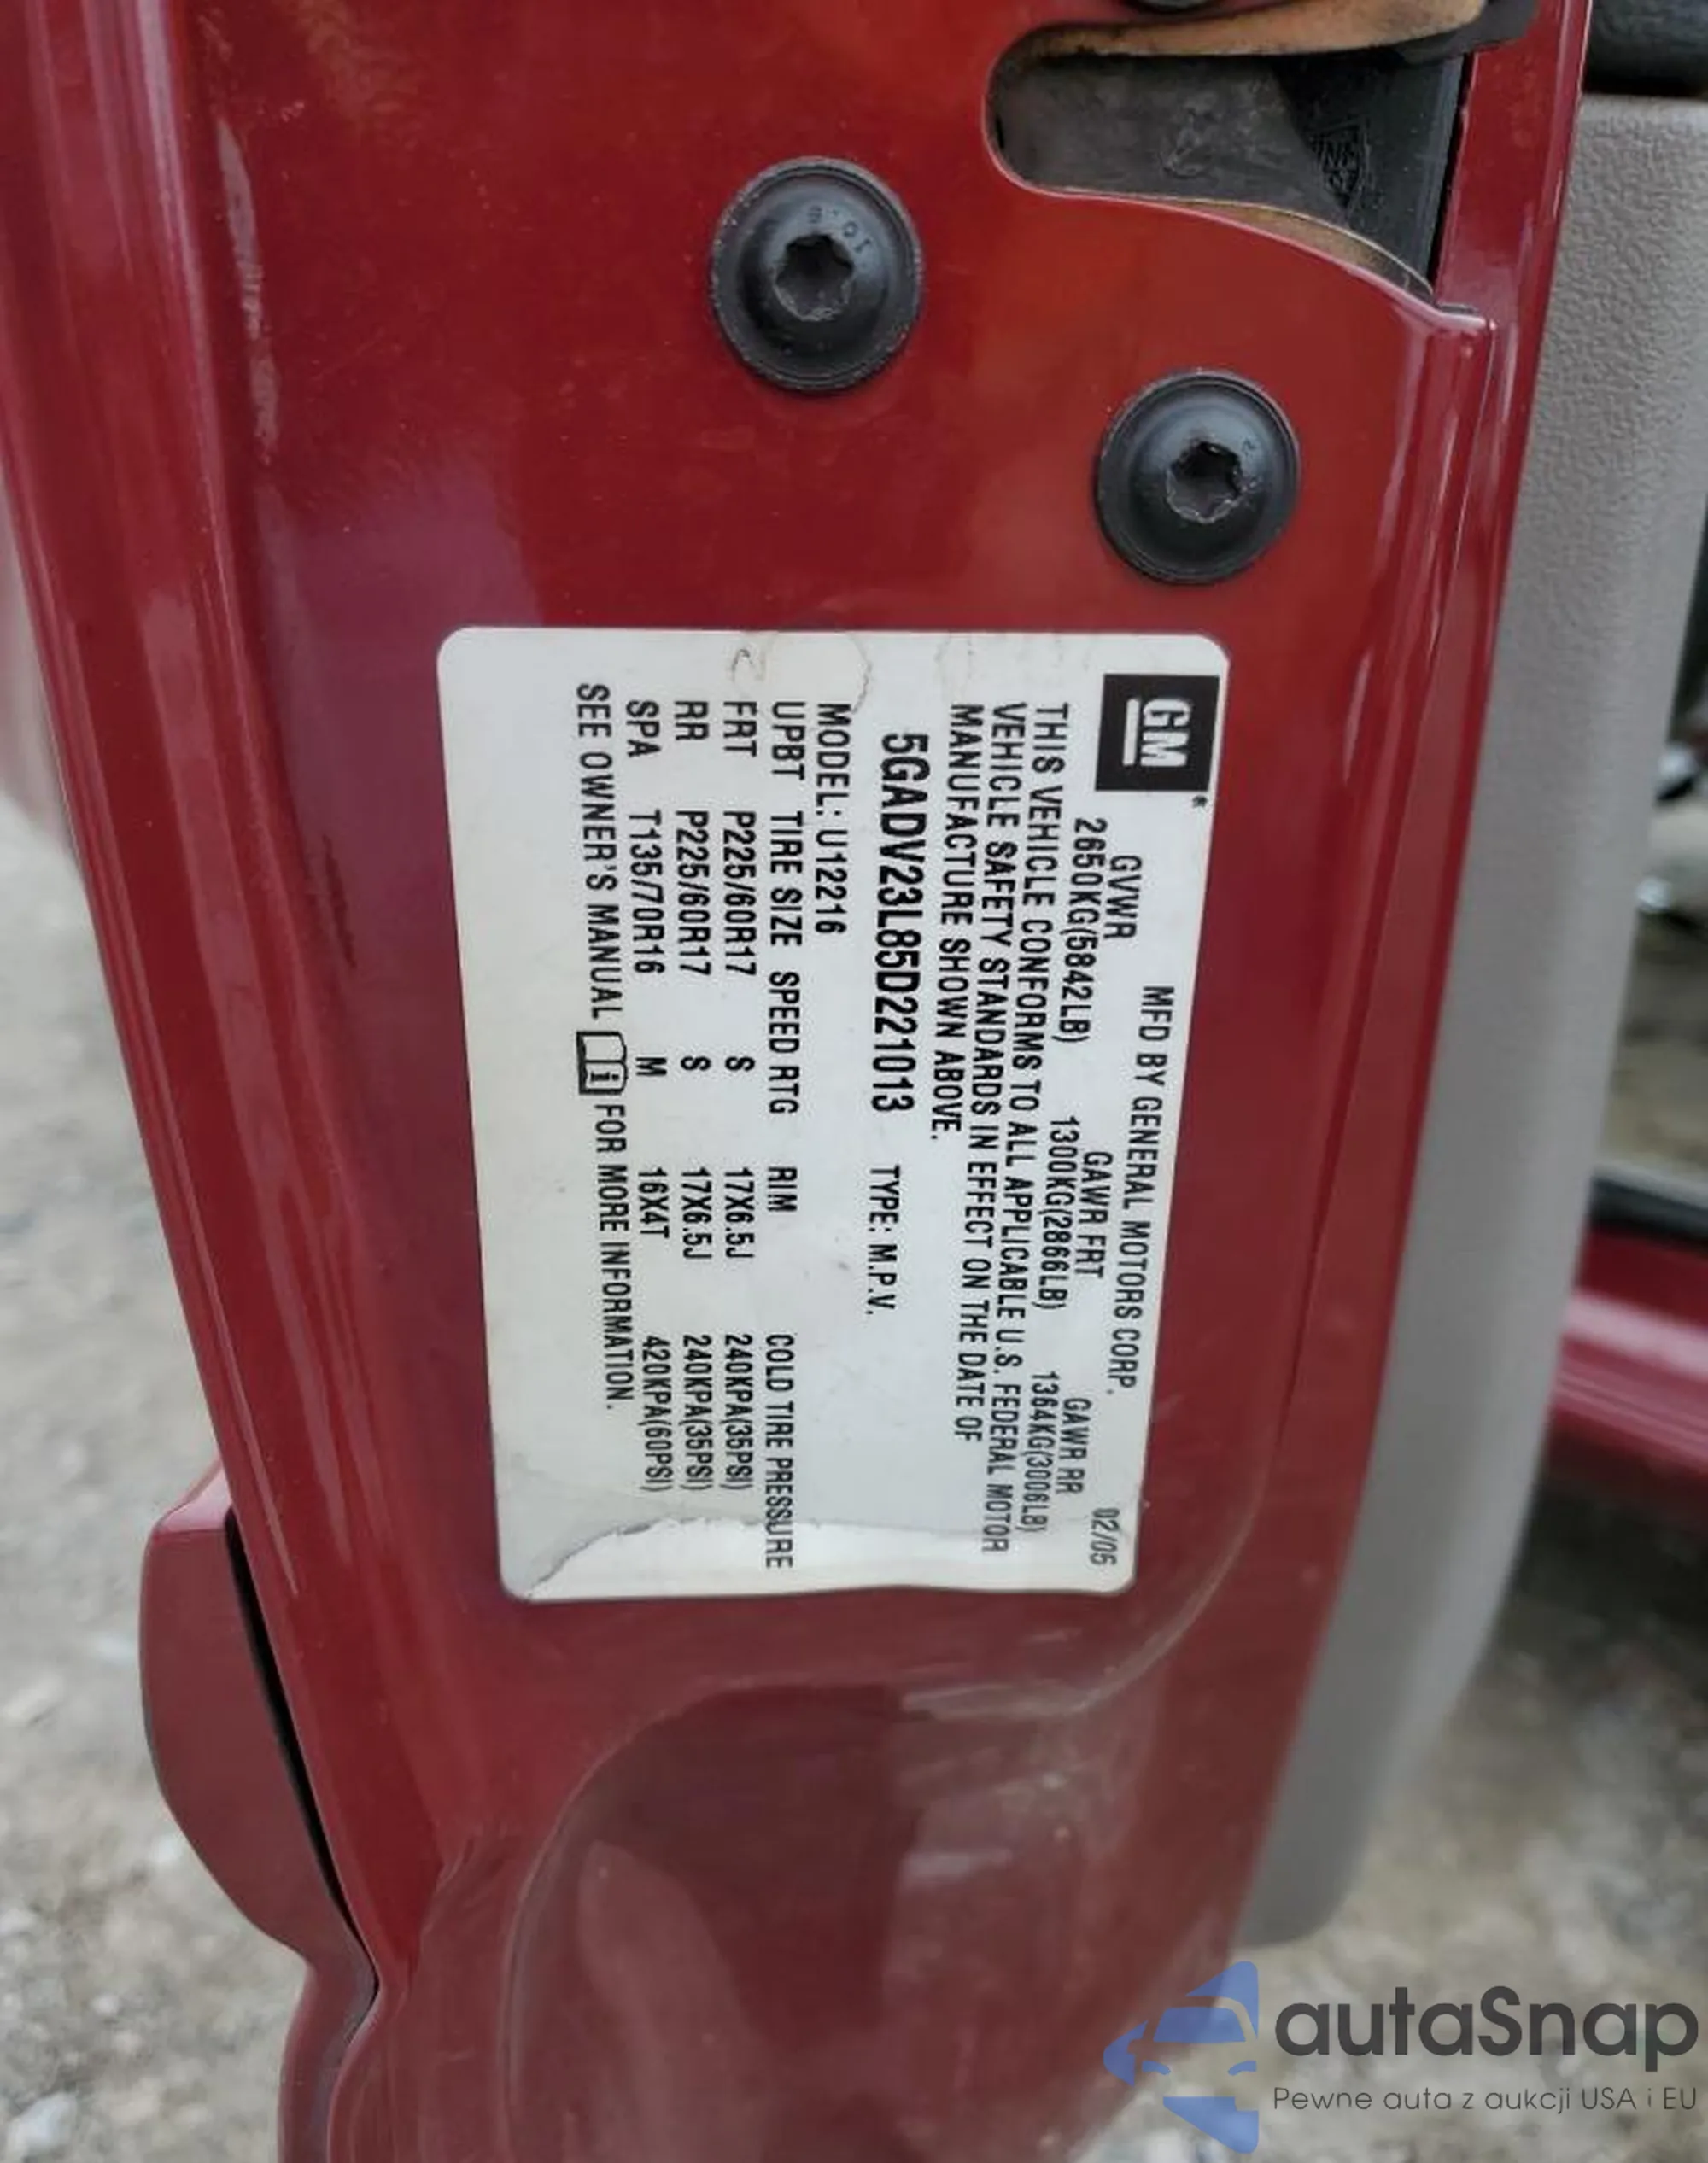 GM®
MFD BY GENERAL MOTORS CORP. 02/05
GVWR GAWR FRT GAWR RR
2650KG(5842LB) 1300KG(2866LB) 1364KG(3006LB)
THIS VEHICLE CONFORMS TO ALL APPLICABLE U.S. FEDERAL MOTOR
VEHICLE SAFETY STANDARDS IN EFFECT ON THE DATE OF
MANUFACTURE SHOWN ABOVE.
5GADV23L85D221013 TYPE: M.P.V.
MODEL: U12216
UPBT TIRE SIZE SPEED RTG RIM COLD TIRE PRESSURE
FRT P225/60R17 S 17X6.5J 240KPA(35PSI)
RR P225/60R17 S 17X6.5J 240KPA(35PSI)
SPA T135/70R16 M 16X4T 420KPA(60PSI)
SEE OWNER'S MANUAL i FOR MORE INFORMATION.
autaSnap
Pewne auta z aukcji USA i EU